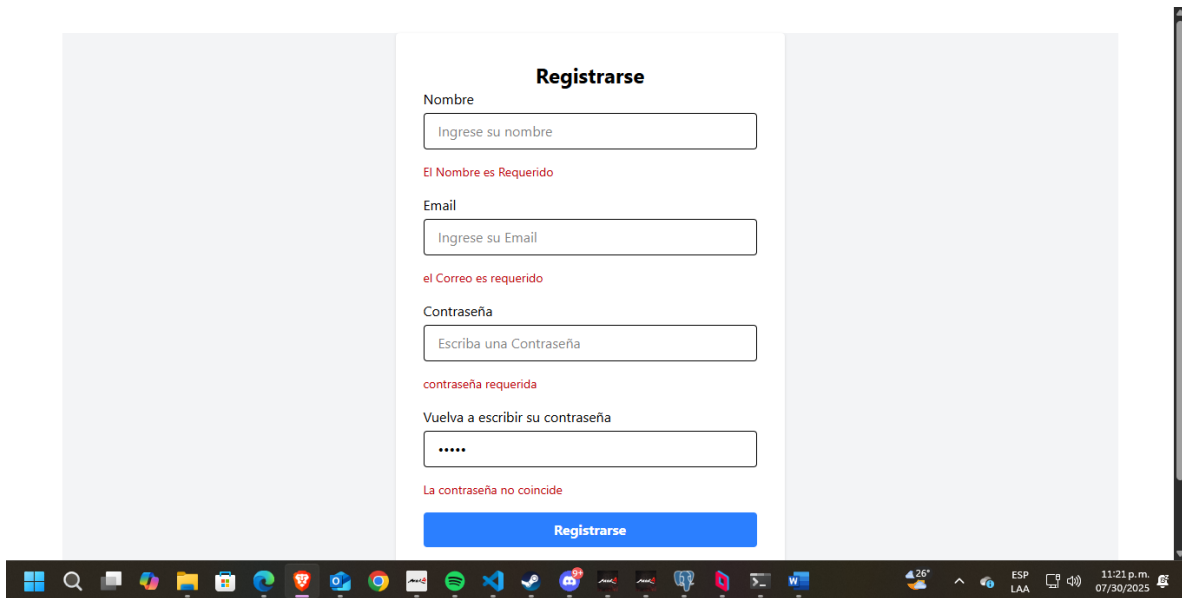 Registrarse
Nombre
Ingrese su nombre
El Nombre es Requerido
Email
Ingrese su Email
el Correo es requerido
Contraseña
Escriba una Contraseña
contraseña requerida
Vuelva a escribir su contraseña
•••••
La contraseña no coincide
Registrarse
9+
26°
ESP
LAA
11:21 p.m.
07/30/2025